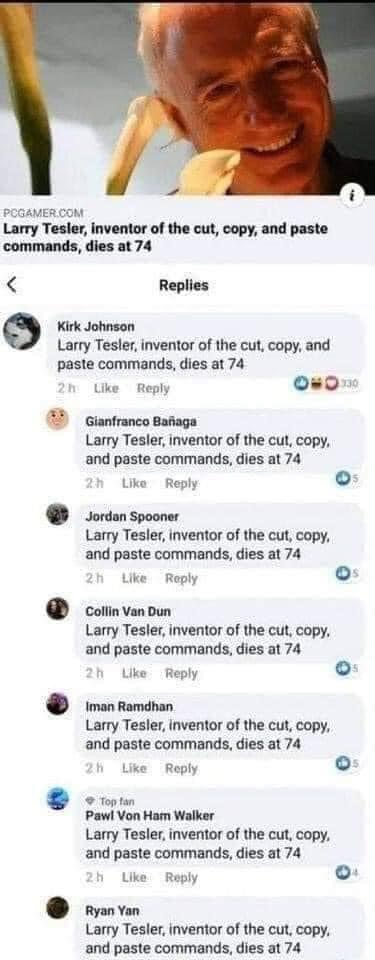 PCGAMER.COM
Larry Tesler, inventor of the cut, copy, and paste
commands, dies at 74
Replies
Kirk Johnson
Larry Tesler, inventor of the cut, copy, and
paste commands, dies at 74
2 h Like Reply 330
Gianfranco Bañaga
Larry Tesler, inventor of the cut, copy,
and paste commands, dies at 74
2 h Like Reply 5
Jordan Spooner
Larry Tesler, inventor of the cut, copy,
and paste commands, dies at 74
2 h Like Reply 5
Collin Van Dun
Larry Tesler, inventor of the cut, copy,
and paste commands, dies at 74
2 h Like Reply 5
Iman Ramdhan
Larry Tesler, inventor of the cut, copy,
and paste commands, dies at 74
2 h Like Reply 5
Top fan
Pawl Von Ham Walker
Larry Tesler, inventor of the cut, copy,
and paste commands, dies at 74
2 h Like Reply 4
Ryan Yan
Larry Tesler, inventor of the cut, copy,
and paste commands, dies at 74